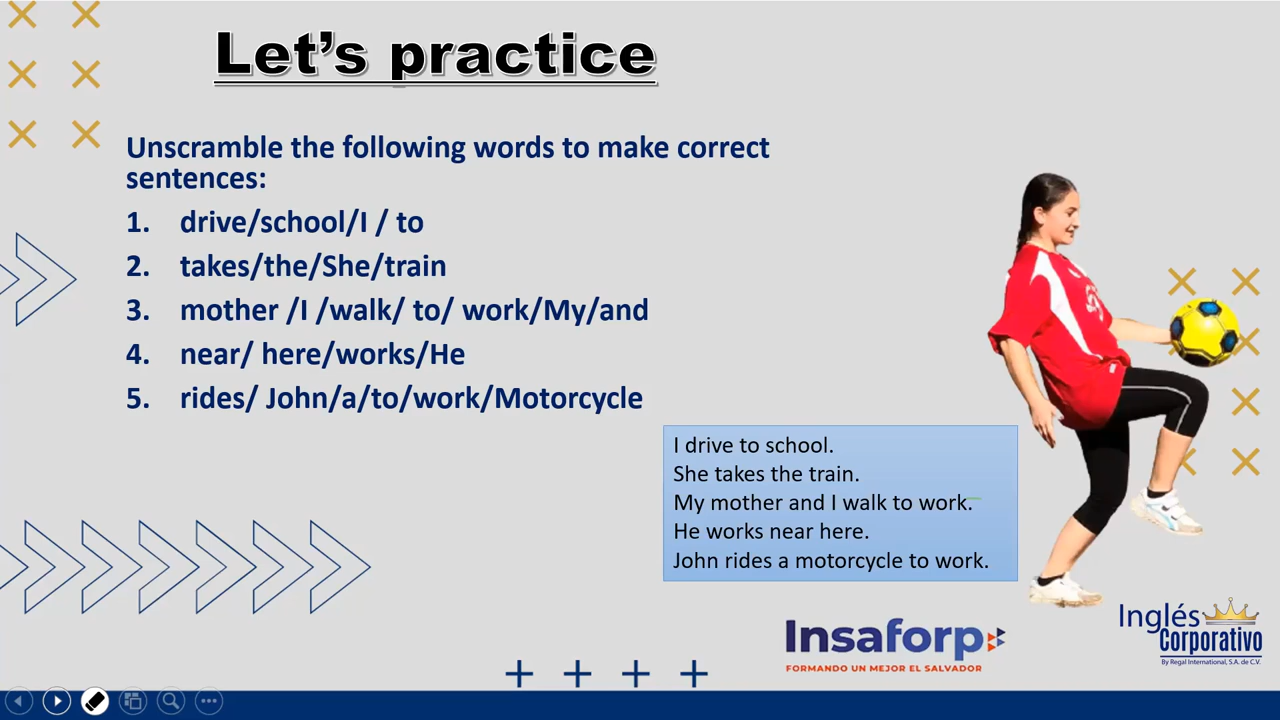 Let's practice
Unscramble the following words to make correct
sentences:
1. drive/school/I / to
2. takes/the/She/train
3. mother /I /walk/ to/ work/My/and
4. near/ here/works/He
5. rides/ John/a/to/work/Motorcycle
I drive to school.
She takes the train.
My mother and I walk to work.
He works near here.
John rides a motorcycle to work.
Insaforp
FORMANDO UN MEJOR EL SALVADOR
Inglés
Corporativo
By Regal International, S.A. de C.V.